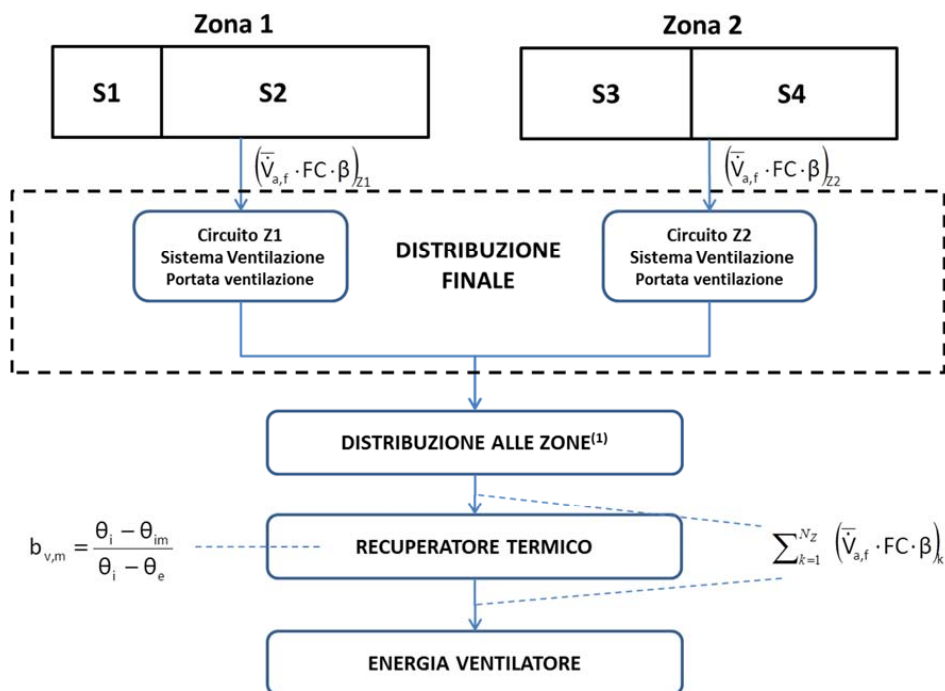 Zona 1
Zona 2
S1
S2
S3
S4
(V̇̅a,f · FC · β)Z1
(V̇̅a,f · FC · β)Z2
Circuito Z1
Sistema Ventilazione
Portata ventilazione
DISTRIBUZIONE
FINALE
Circuito Z2
Sistema Ventilazione
Portata ventilazione
DISTRIBUZIONE ALLE ZONE(1)
bv,m = (θi − θim) / (θi − θe)
RECUPERATORE TERMICO
∑k=1NZ (V̇̅a,f · FC · β)k
ENERGIA VENTILATORE